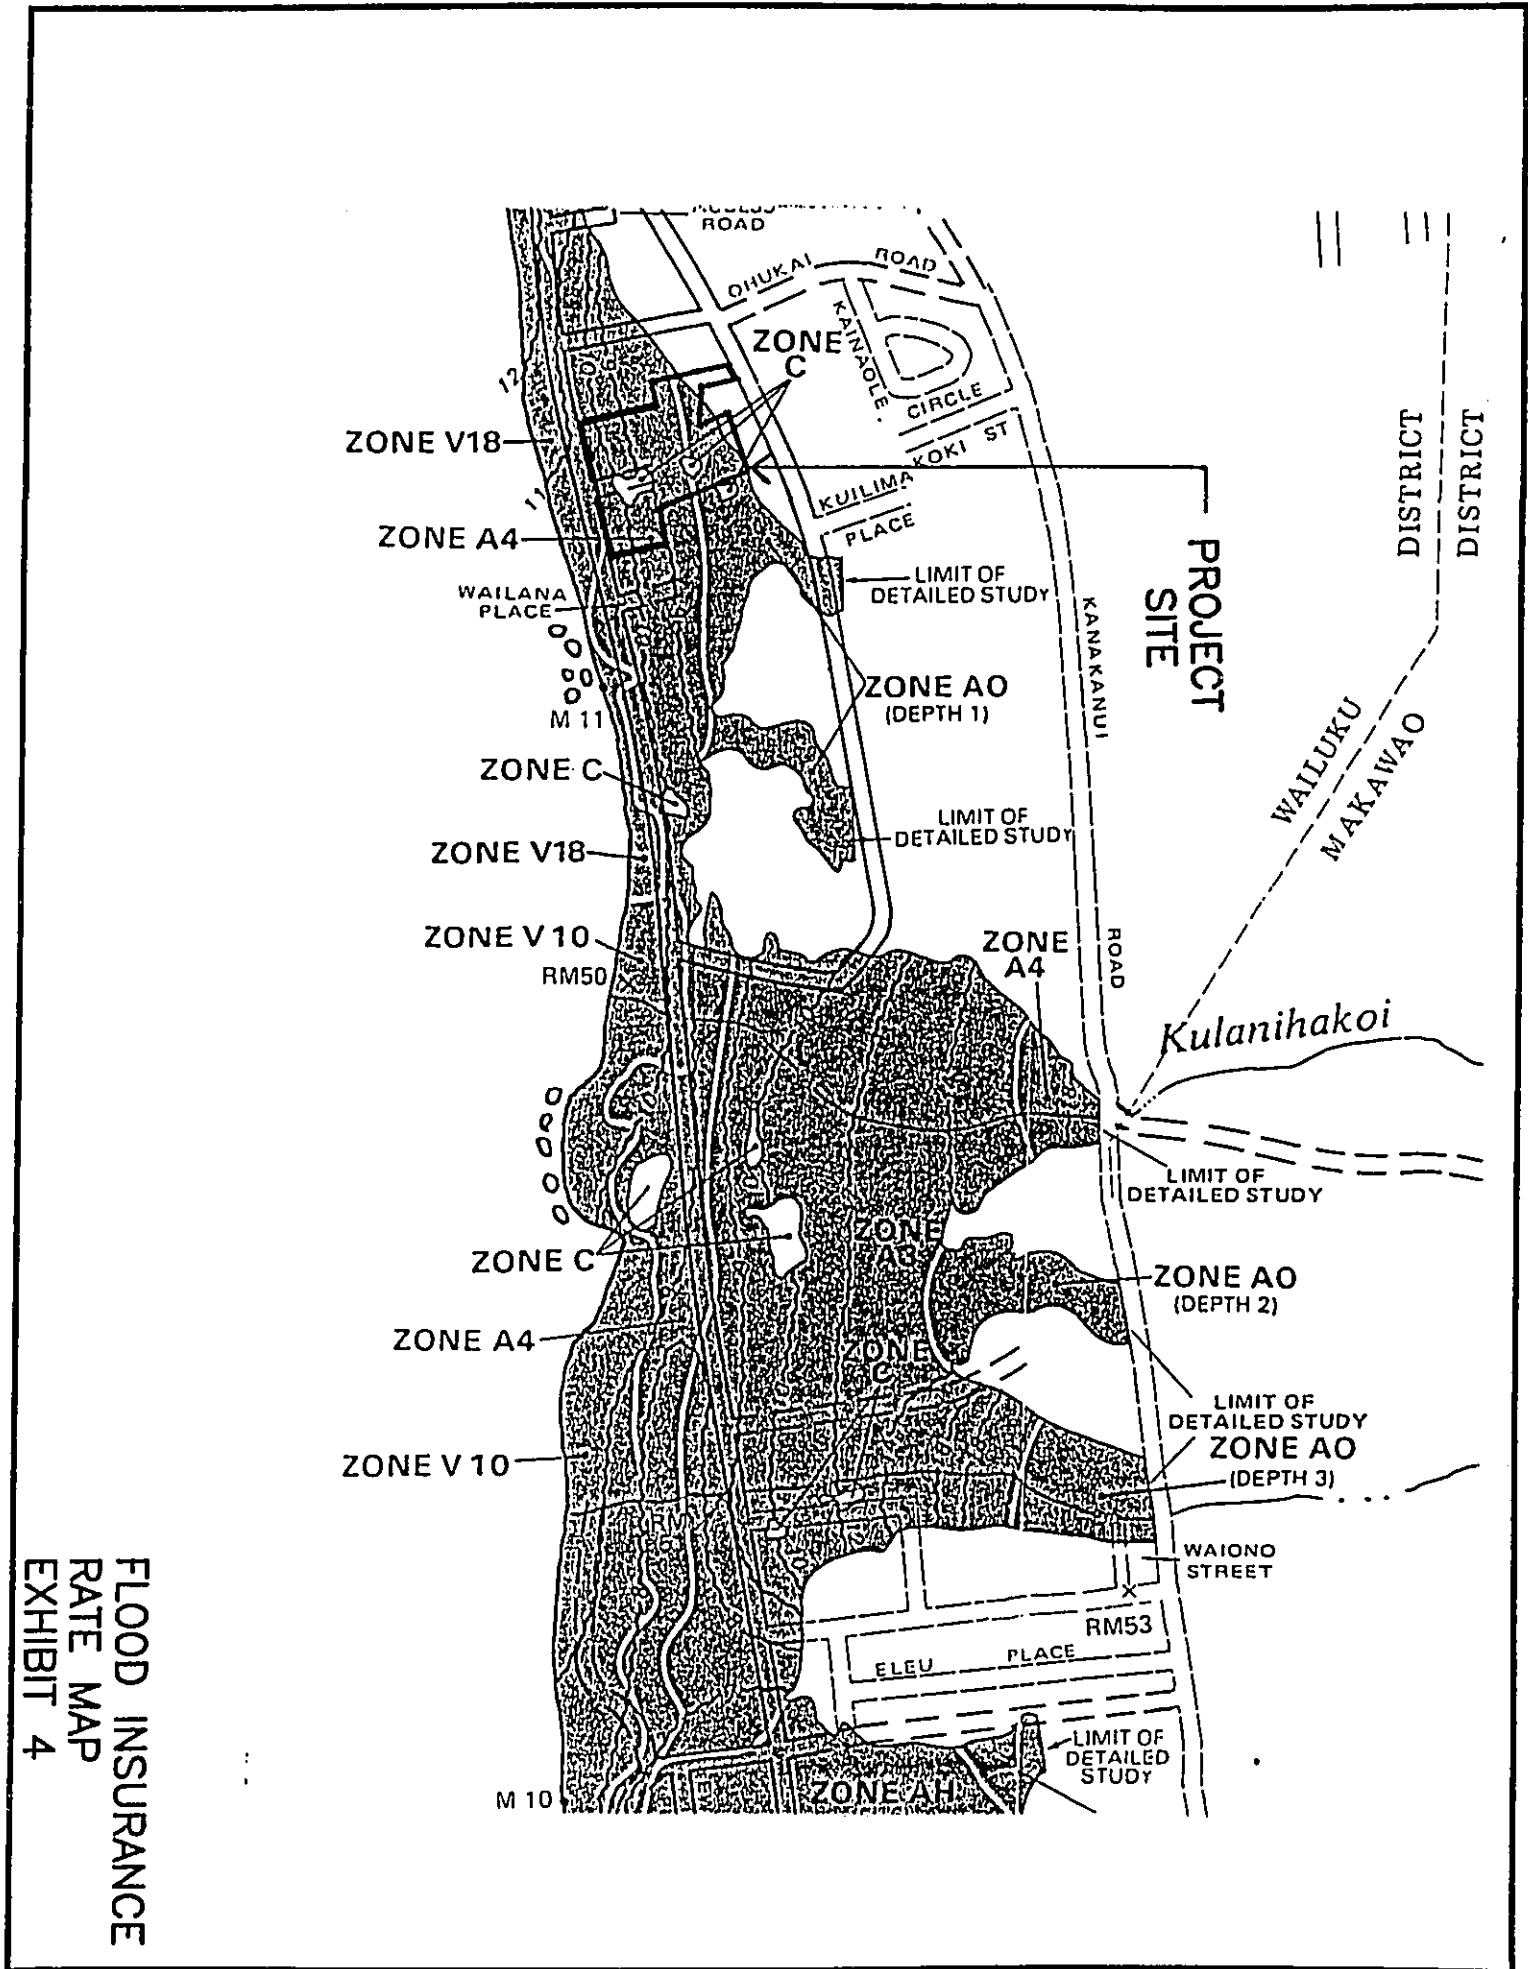 ROAD
OHUKAI ROAD
KAINAOLE
CIRCLE
ZONE
C
12
ZONE V18
11
KOKI ST
KUILIMA
PLACE
ZONE A4
WAILANA
PLACE
LIMIT OF
DETAILED STUDY
PROJECT
SITE
DISTRICT
DISTRICT
KANAKANUI
ROAD
ZONE AO
(DEPTH 1)
M 11
ZONE C
WAILUKU
MAKAWAO
LIMIT OF
DETAILED STUDY
ZONE V18
ZONE V 10
RM50
ZONE
A4
Kulanihakoi
LIMIT OF
DETAILED STUDY
ZONE C
ZONE
ZONE AO
(DEPTH 2)
ZONE A4
ZONE
C
LIMIT OF
DETAILED STUDY
ZONE AO
(DEPTH 3)
ZONE V 10
WAIONO
STREET
RM53
ELEU PLACE
LIMIT OF
DETAILED
STUDY
ZONE AH
M 10
FLOOD INSURANCE
RATE MAP
EXHIBIT 4